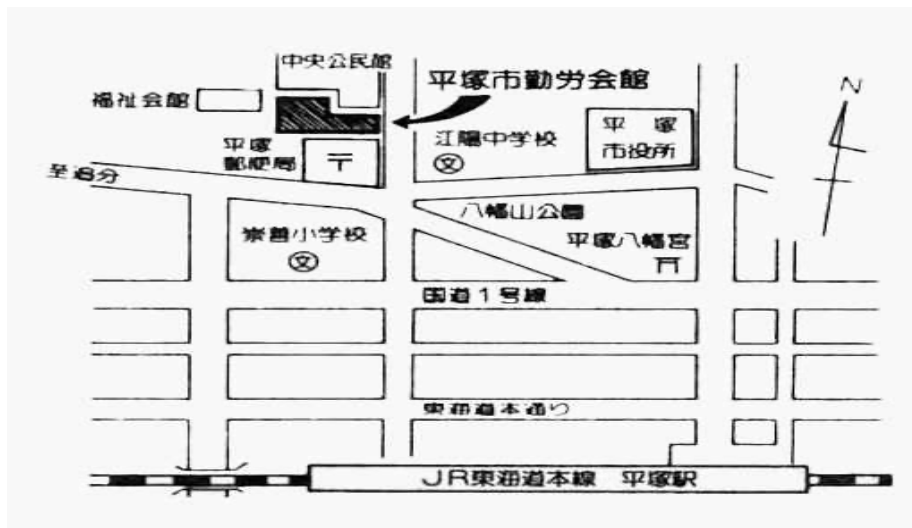 中央公民館
平塚市勤労会館
N
福祉会館
平塚
郵便局
〒
江陽中学校
文
平塚
市役所
至追分
八幡山公園
崇善小学校
文
平塚八幡宮
国道1号線
東海道本通り
JR東海道本線 平塚駅